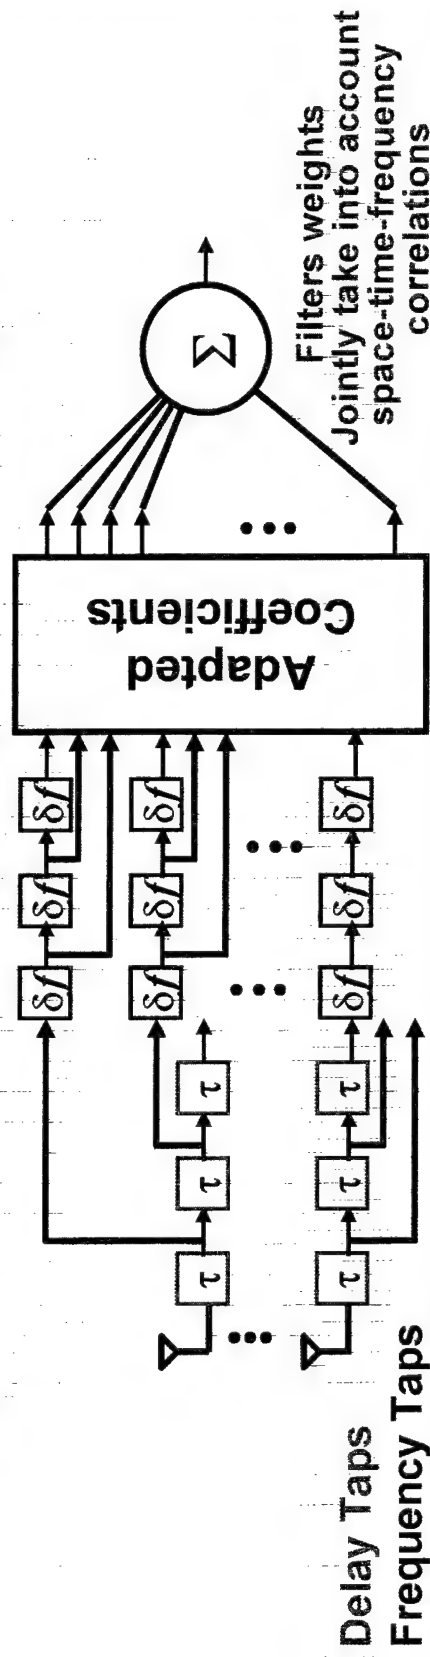 δf δf δf
δf δf δf
τ τ τ
τ τ τ δf δf δf
Adapted
Coefficients
Σ
Delay Taps
Frequency Taps
Filters weights
Jointly take into account
space-time-frequency
correlations